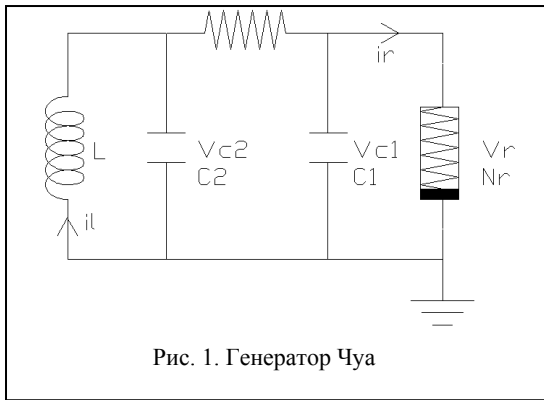 ir
L
Vc2
C2
Vc1
C1
Vr
Nr
il
Рис. 1. Генератор Чуа